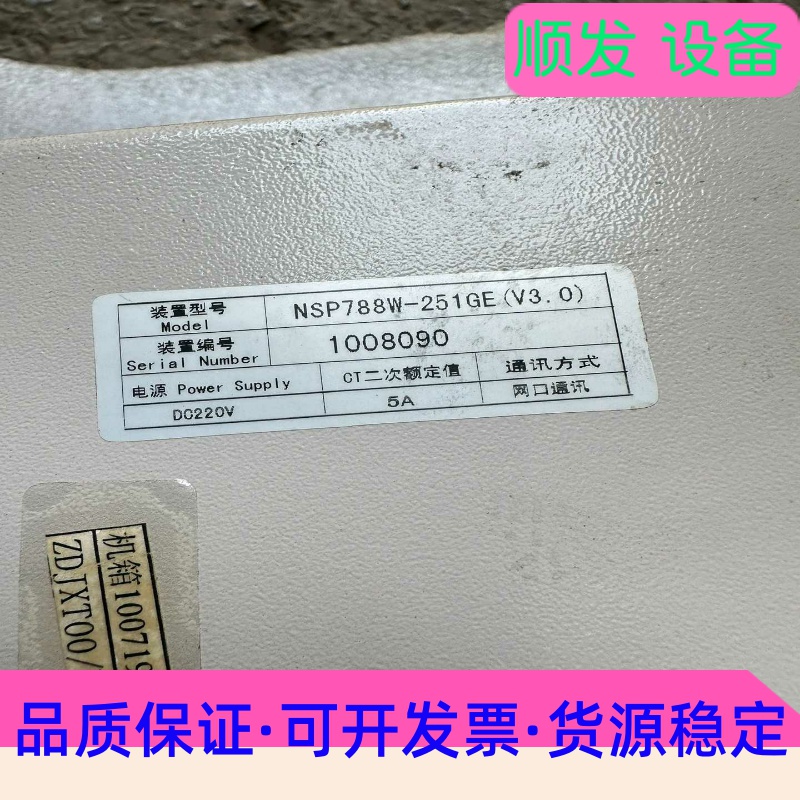 顺发 设备
装置型号 NSP788W-251GE(V3.0)
Model
装置编号 1008090
Serial Number
电源 Power Supply CT二次额定值 通讯方式
DC220V 5A 网口通讯
机箱100719
ZDJXT00/
品质保证·可开发票·货源稳定